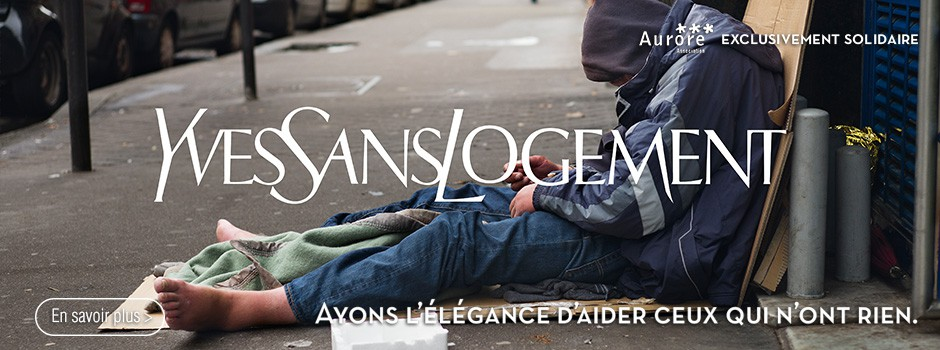 Aurore
Association
EXCLUSIVEMENT SOLIDAIRE
YVESSANSLOGEMENT
En savoir plus >
AYONS L'ÉLÉGANCE D'AIDER CEUX QUI N'ONT RIEN.